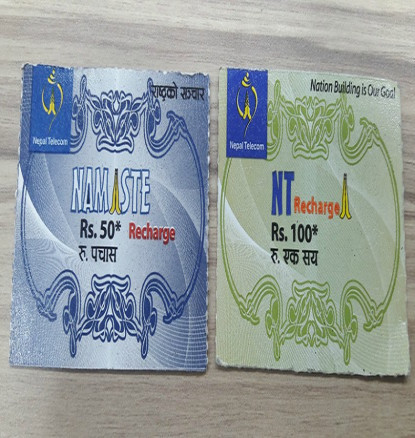 राष्ट्रको सञ्चार
Nepal Telecom
NAMASTE
Rs. 50* Recharge
रु. पचास
Nation Building is Our Goal
Nepal Telecom
NT Recharge
Rs. 100*
रु. एक सय